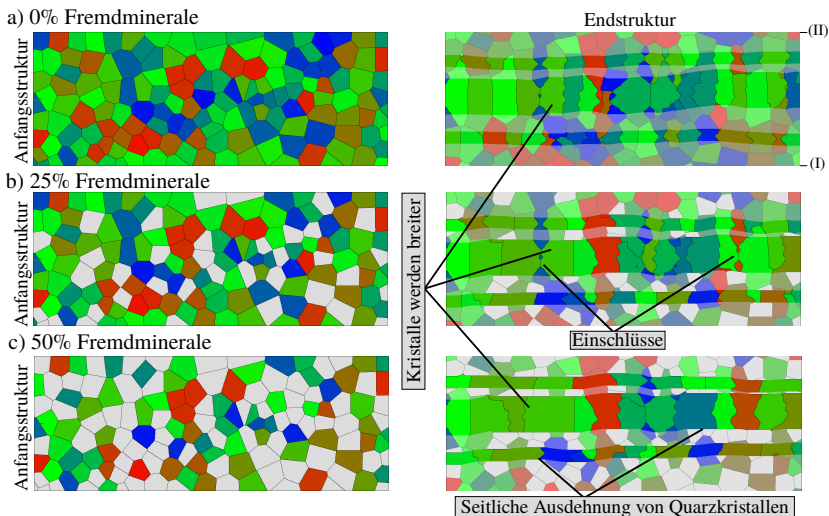 a) 0% Fremdminerale
Endstruktur
(II)
Anfangsstruktur
(I)
b) 25% Fremdminerale
Anfangsstruktur
Kristalle werden breiter
Einschlüsse
c) 50% Fremdminerale
Anfangsstruktur
Seitliche Ausdehnung von Quarzkristallen